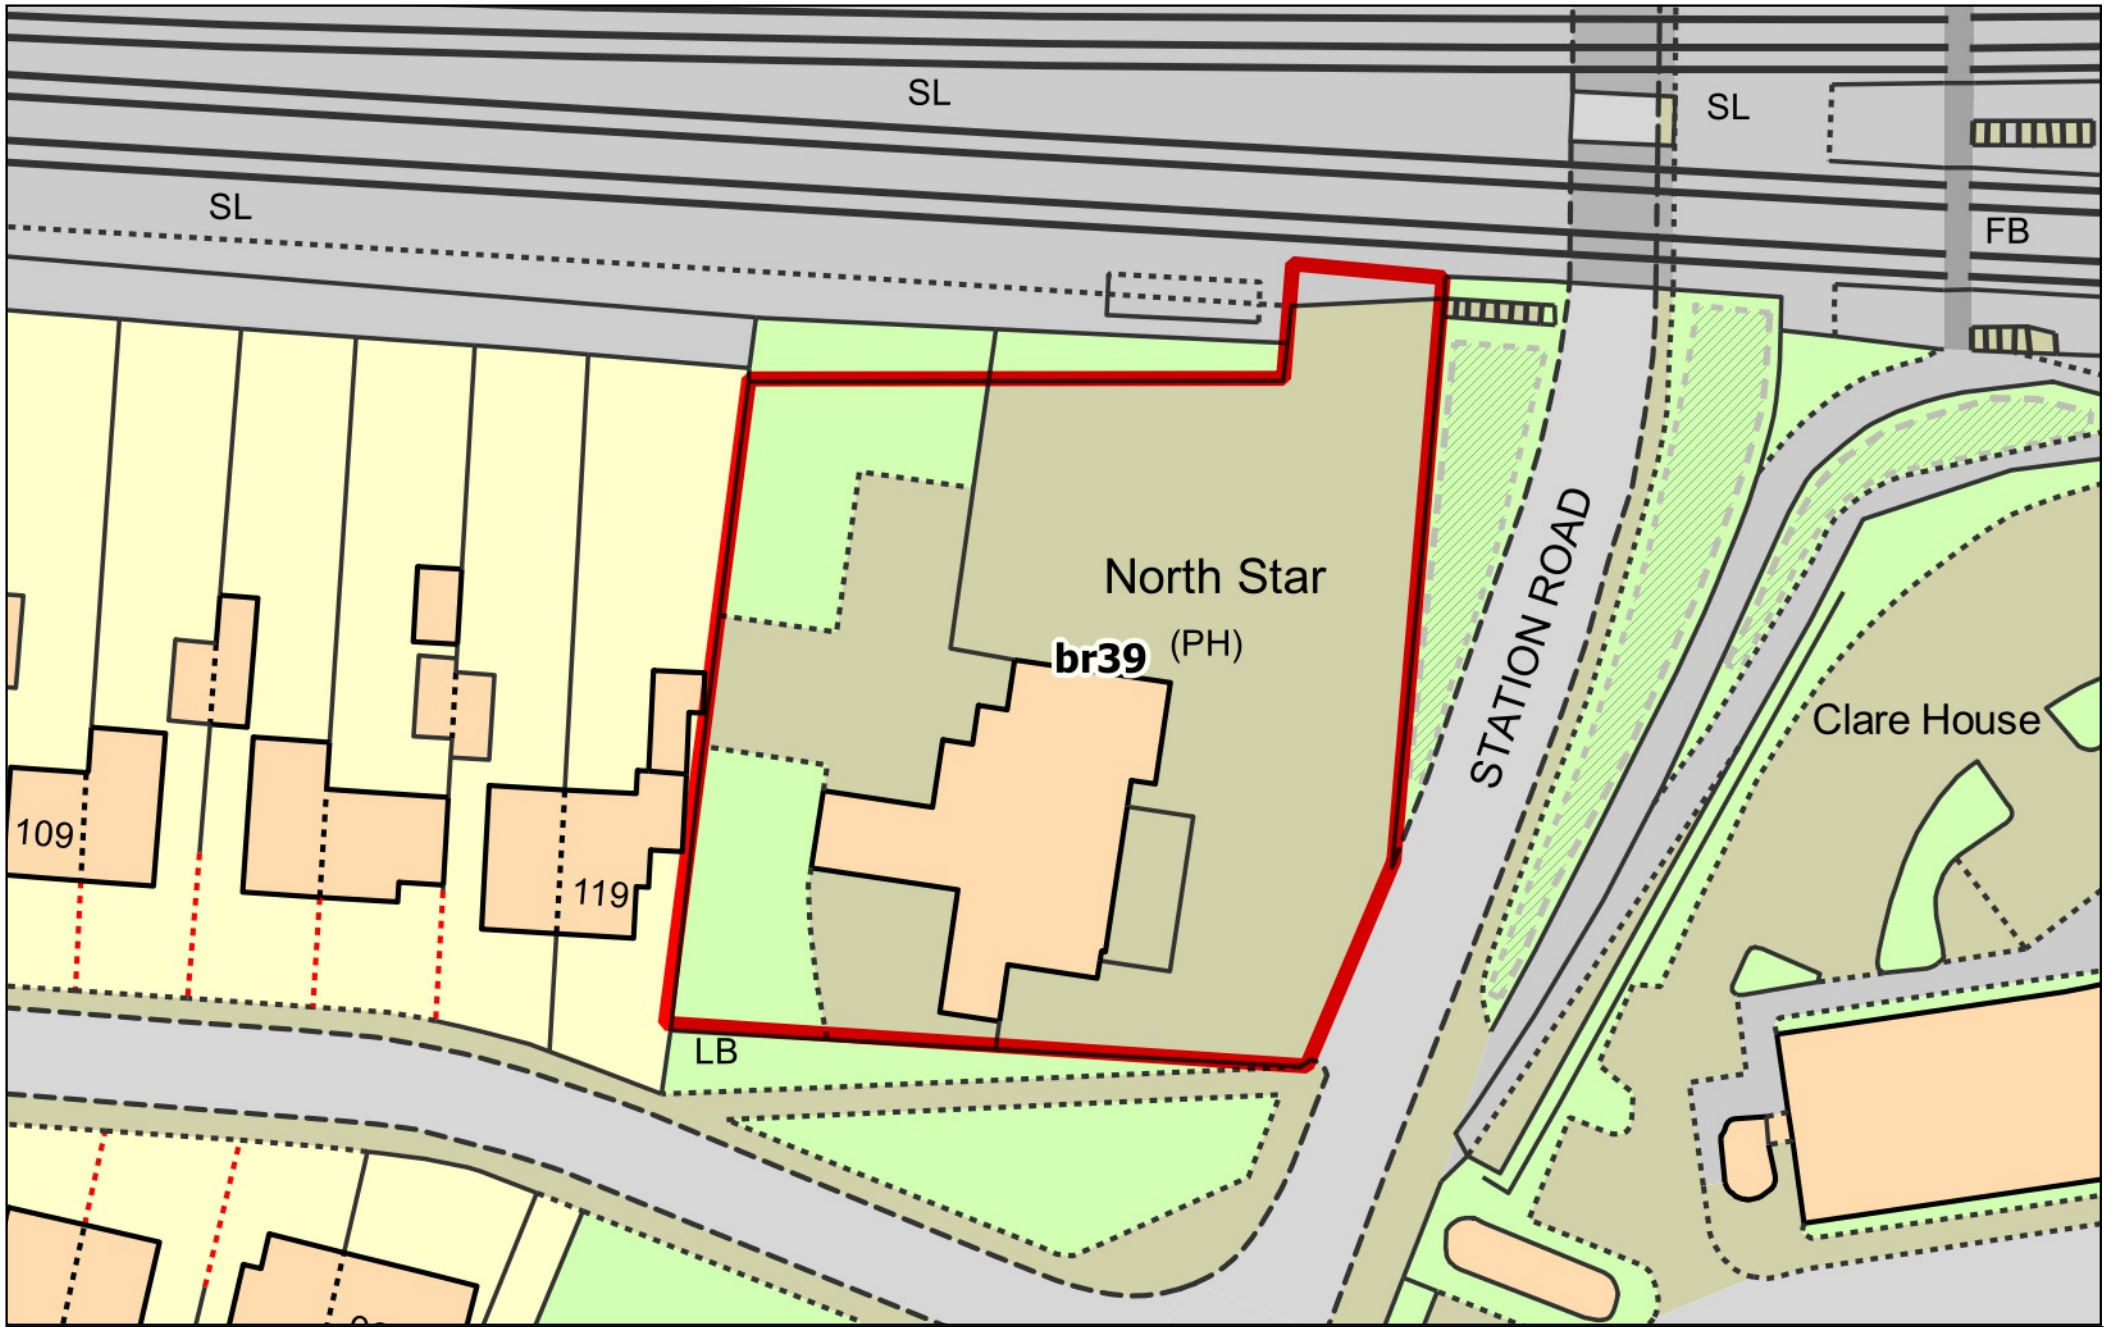 SL
SL
SL
FB
North Star
(PH)
br39
STATION ROAD
Clare House
109
119
LB